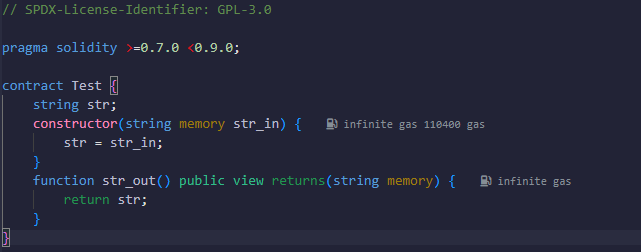 // SPDX-License-Identifier: GPL-3.0
pragma solidity >=0.7.0 <0.9.0;
contract Test {
string str;
constructor(string memory str_in) { infinite gas 110400 gas
str = str_in;
}
function str_out() public view returns(string memory) { infinite gas
return str;
}
}